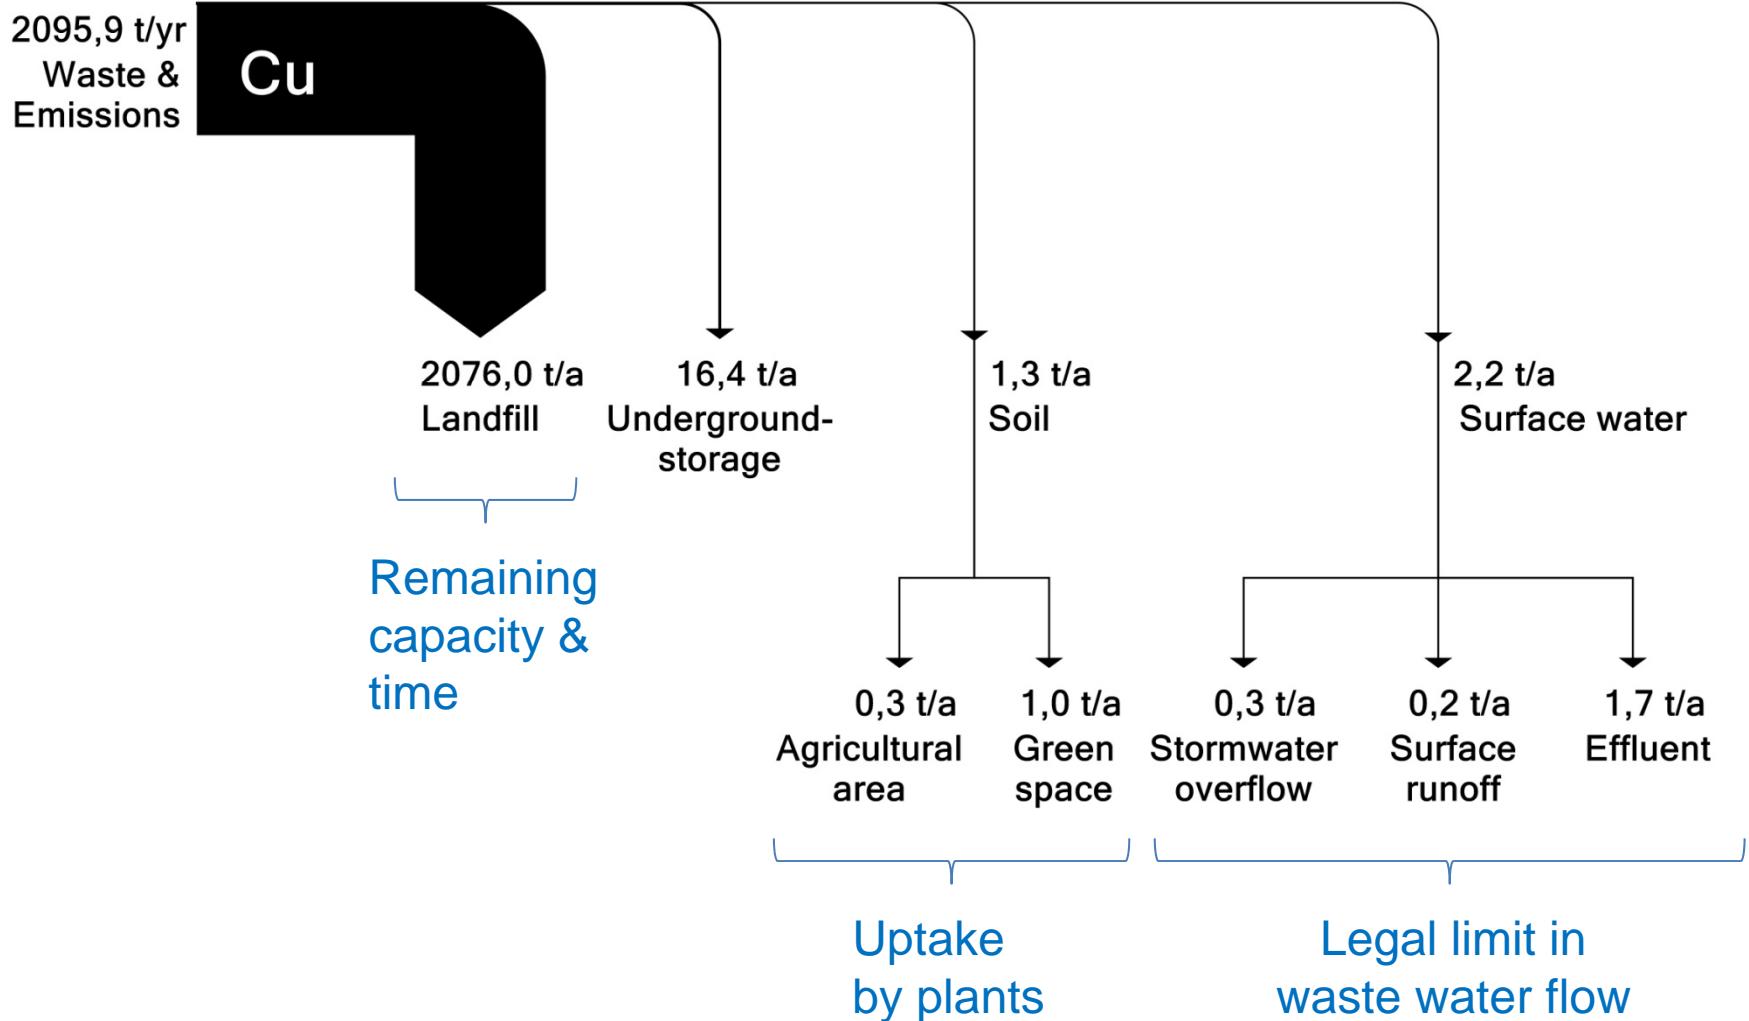 2095,9 t/yr
Waste &
Emissions
Cu
2076,0 t/a
Landfill
16,4 t/a
Underground-
storage
1,3 t/a
Soil
2,2 t/a
Surface water
Remaining
capacity &
time
0,3 t/a
Agricultural
area
1,0 t/a
Green
space
0,3 t/a
Stormwater
overflow
0,2 t/a
Surface
runoff
1,7 t/a
Effluent
Uptake
by plants
Legal limit in
waste water flow